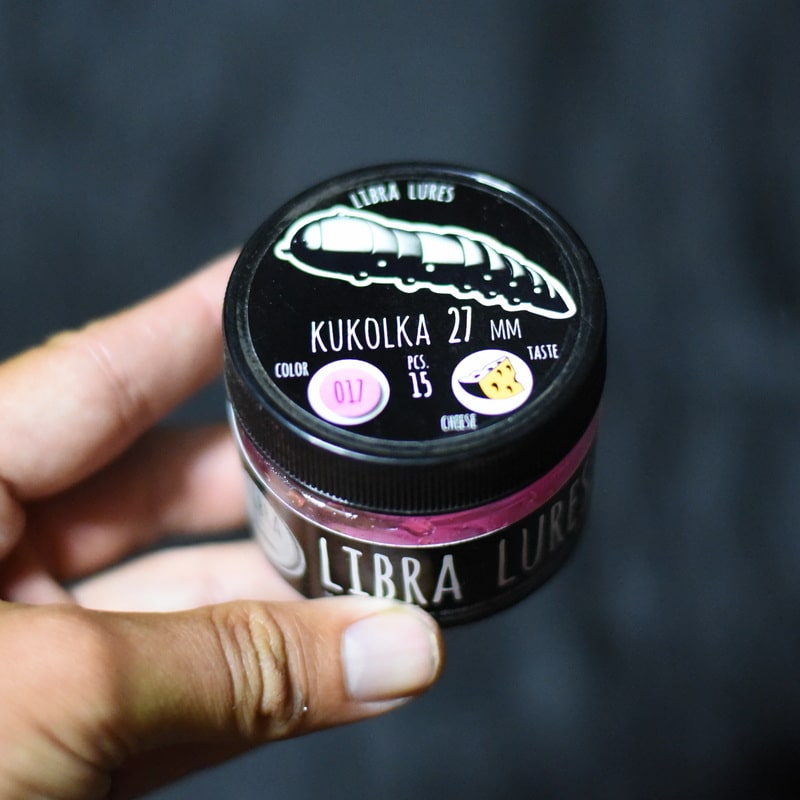 LIBRA LURES
KUKOLKA 27 MM
COLOR
017
PCS.
15
TASTE
CHEESE
LIBRA LURES